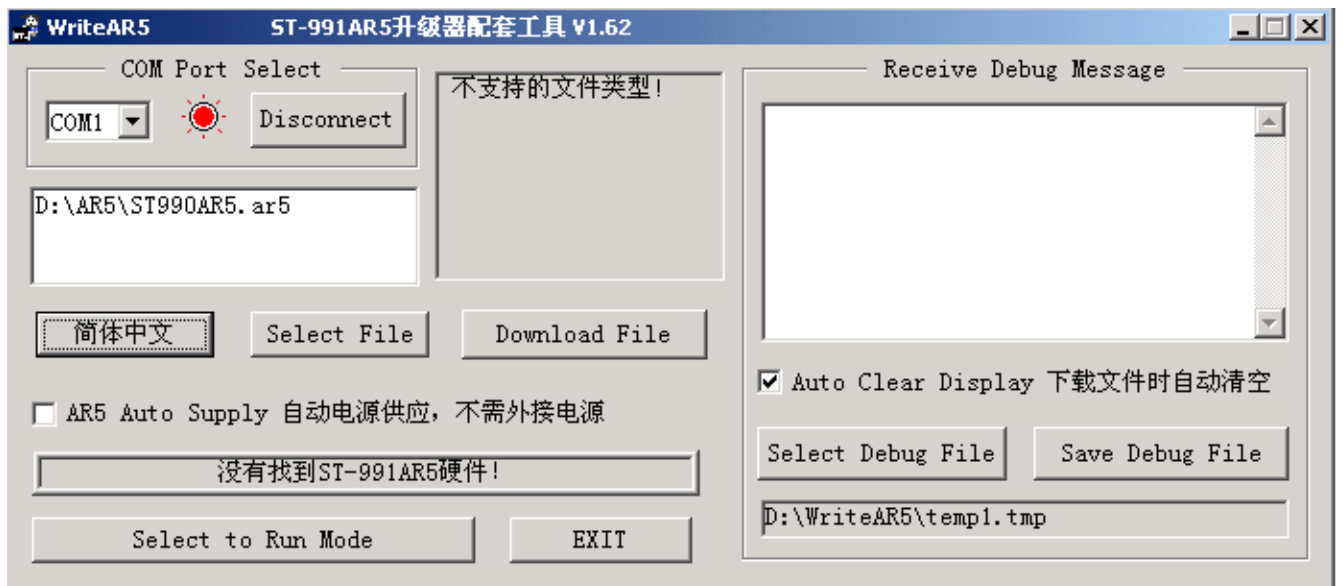 WriteAR5 ST-991AR5升级器配套工具 V1.62
COM Port Select
COM1
Disconnect
D:\AR5\ST990AR5.ar5
不支持的文件类型!
简体中文
Select File
Download File
AR5 Auto Supply 自动电源供应，不需外接电源
没有找到ST-991AR5硬件!
Select to Run Mode
EXIT
Receive Debug Message
Auto Clear Display 下载文件时自动清空
Select Debug File
Save Debug File
D:\WriteAR5\temp1.tmp